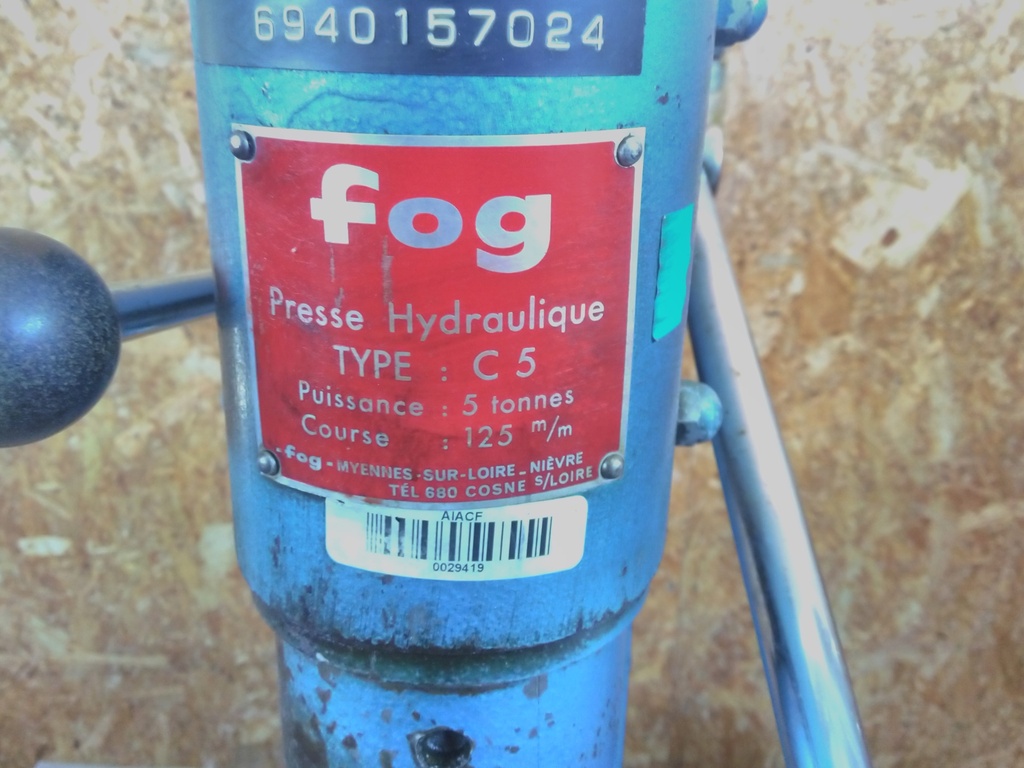 6940157024
fog
Presse Hydraulique
TYPE : C 5
Puissance : 5 tonnes
Course : 125 m/m
fog - MYENNES-SUR-LOIRE - NIÈVRE
TÉL 680 COSNE S/LOIRE
AIACF
0029419